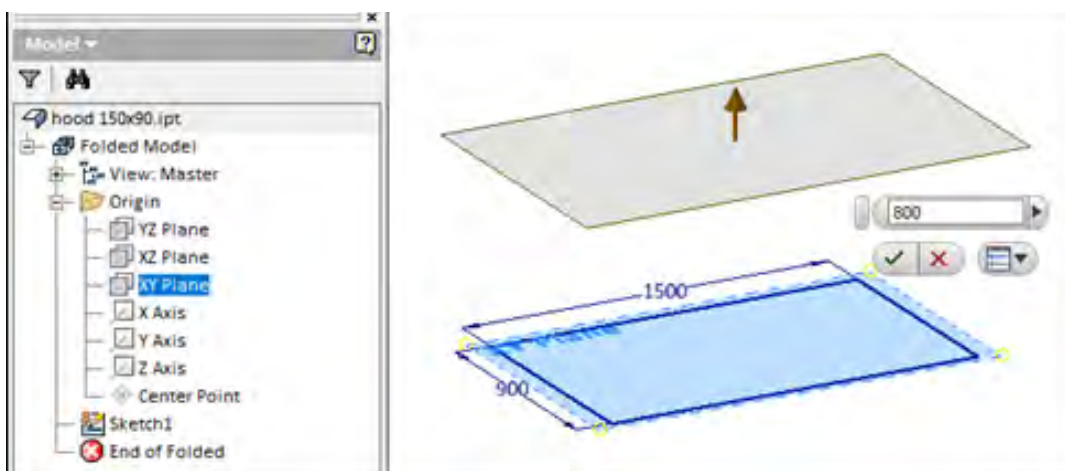 Model
hood 150x90.ipt
Folded Model
View: Master
Origin
YZ Plane
XZ Plane
XY Plane
X Axis
Y Axis
Z Axis
Center Point
Sketch1
End of Folded
800
1500
Plane
900